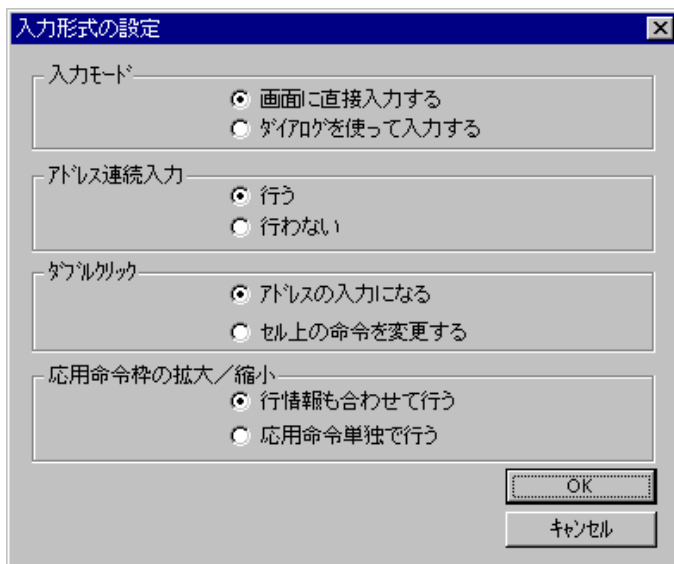 入力形式の設定
入力ﾓｰﾄﾞ
画面に直接入力する
ﾀﾞｲｱﾛｸﾞを使って入力する
ｱﾄﾞﾚｽ連続入力
行う
行わない
ﾀﾞﾌﾞﾙｸﾘｯｸ
ｱﾄﾞﾚｽの入力になる
ｾﾙ上の命令を変更する
応用命令枠の拡大／縮小
行情報も合わせて行う
応用命令単独で行う
OK
ｷｬﾝｾﾙ